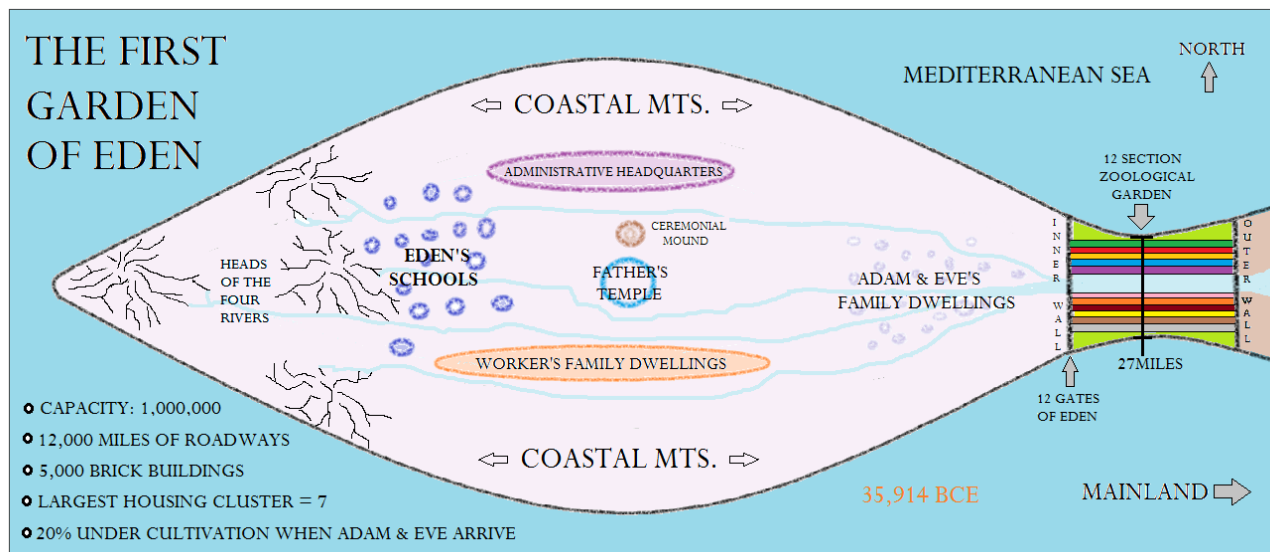 THE FIRST
GARDEN
OF EDEN
NORTH
MEDITERRANEAN SEA
COASTAL MTS.
12 SECTION
ZOOLOGICAL
GARDEN
ADMINISTRATIVE HEADQUARTERS
CEREMONIAL
MOUND
INNER WALL
OUTER WALL
HEADS
OF THE
FOUR
RIVERS
EDEN'S
SCHOOLS
FATHER'S
TEMPLE
ADAM & EVE'S
FAMILY DWELLINGS
WORKER'S FAMILY DWELLINGS
27MILES
12 GATES
OF EDEN
CAPACITY: 1,000,000
12,000 MILES OF ROADWAYS
5,000 BRICK BUILDINGS
LARGEST HOUSING CLUSTER = 7
20% UNDER CULTIVATION WHEN ADAM & EVE ARRIVE
COASTAL MTS.
35,914 BCE
MAINLAND